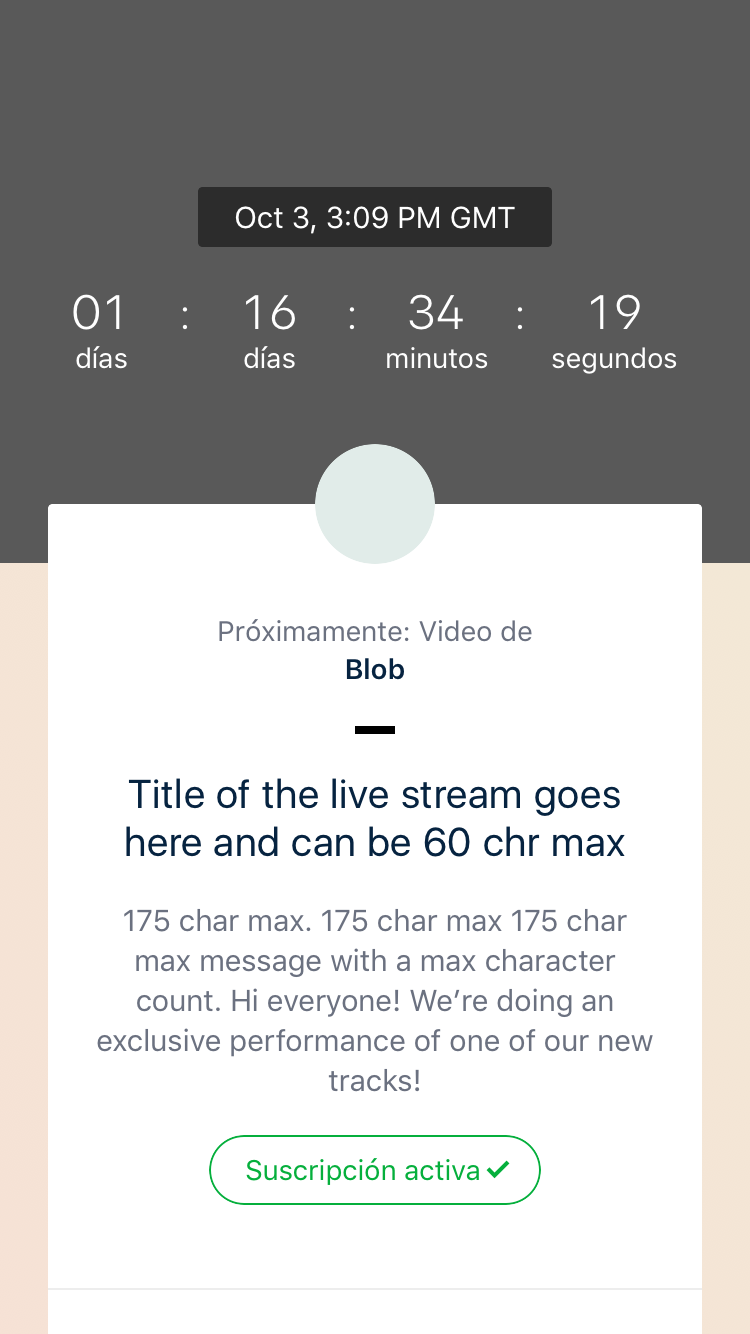 Oct 3, 3:09 PM GMT
01 : 16 : 34 : 19
días días minutos segundos
Próximamente: Video de
Blob
Title of the live stream goes
here and can be 60 chr max
175 char max. 175 char max 175 char
max message with a max character
count. Hi everyone! We’re doing an
exclusive performance of one of our new
tracks!
Suscripción activa